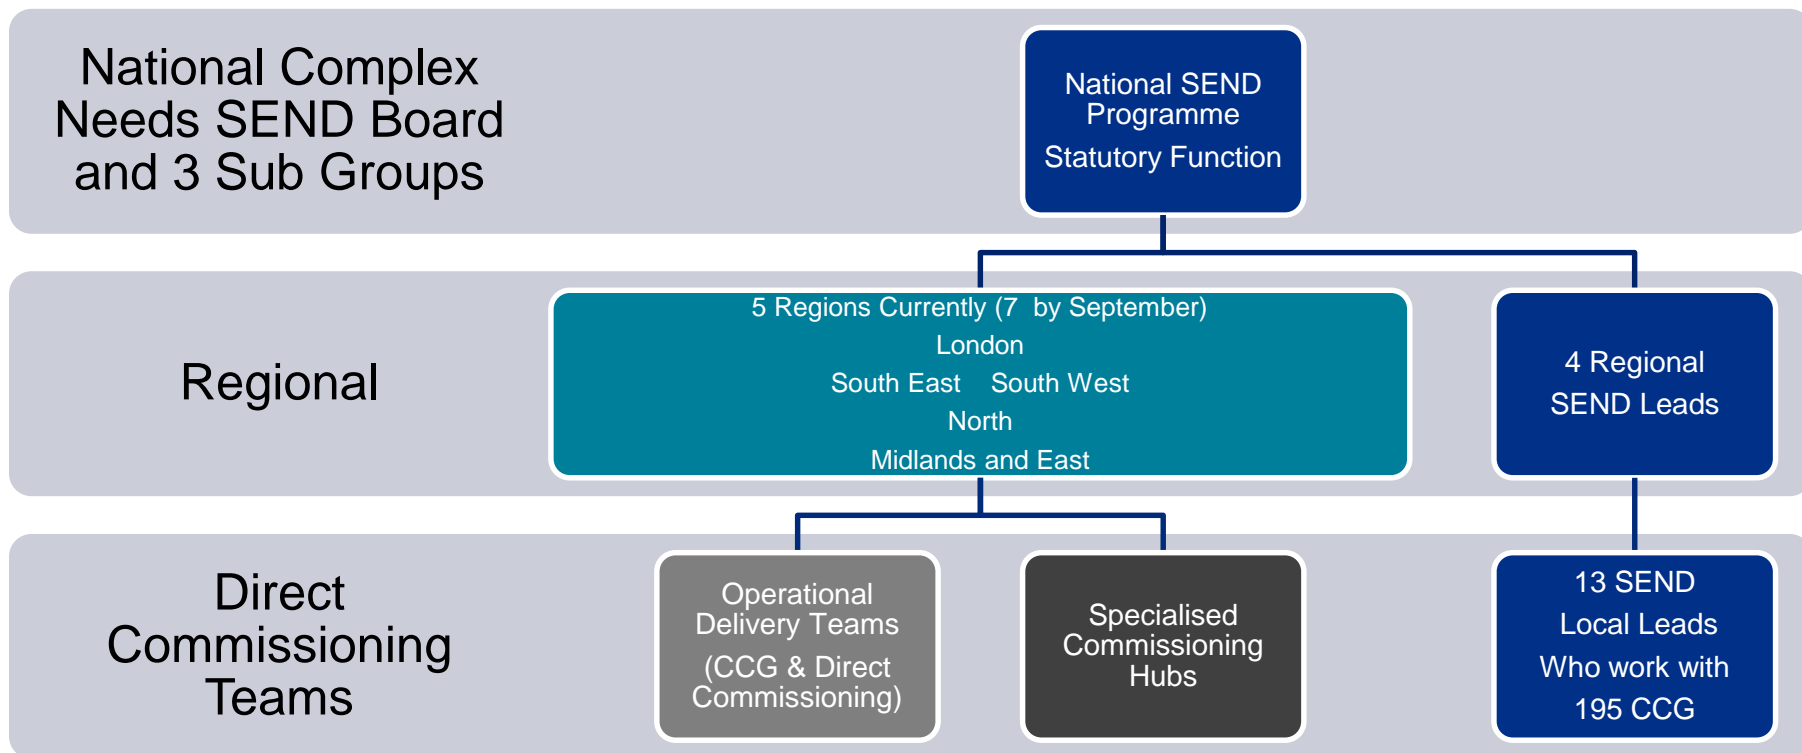 National Complex
Needs SEND Board
and 3 Sub Groups
National SEND
Programme
Statutory Function
Regional
5 Regions Currently (7  by September)
London
South East    South West
North
Midlands and East
4 Regional
SEND Leads
Direct
Commissioning
Teams
Operational
Delivery Teams
(CCG & Direct
Commissioning)
Specialised
Commissioning
Hubs
13 SEND
Local Leads
Who work with
195 CCG